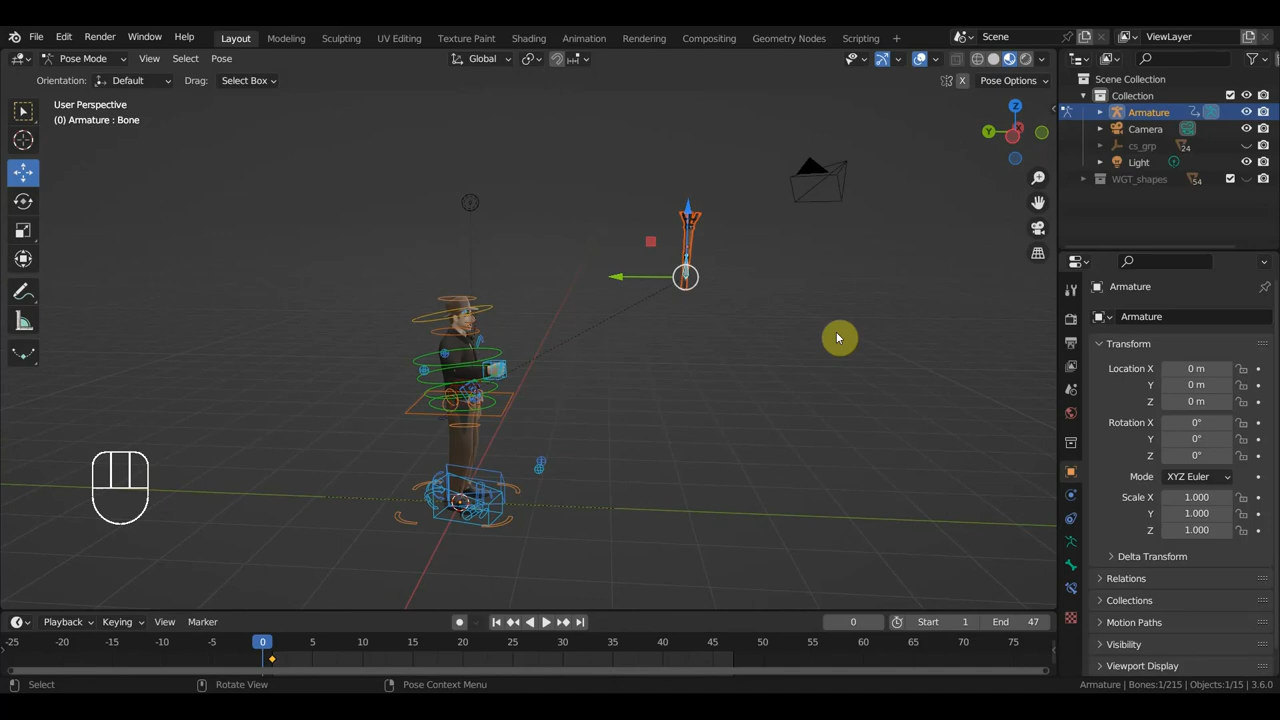 File Edit Render Window Help Layout Modeling Sculpting UV Editing Texture Paint Shading Animation Rendering Compositing Geometry Nodes Scripting + Scene ViewLayer
Pose Mode View Select Pose Global Pose Options
Orientation: Default Drag: Select Box X
User Perspective
(0) Armature : Bone
Z
Y
Scene Collection
Collection
Armature
Camera
cs_grp 24
Light
WGT_shapes 54
Armature
Armature
Transform
Location X 0 m
Y 0 m
Z 0 m
Rotation X 0°
Y 0°
Z 0°
Mode XYZ Euler
Scale X 1.000
Y 1.000
Z 1.000
Delta Transform
Relations
Collections
Motion Paths
Visibility
Viewport Display
Playback Keying View Marker 0 Start 1 End 47
-25 -20 -15 -10 -5 0 5 10 15 20 25 30 35 40 45 50 55 60 65 70 75
Select Rotate View Pose Context Menu Armature | Bones:1/215 | Objects:1/15 | 3.6.0